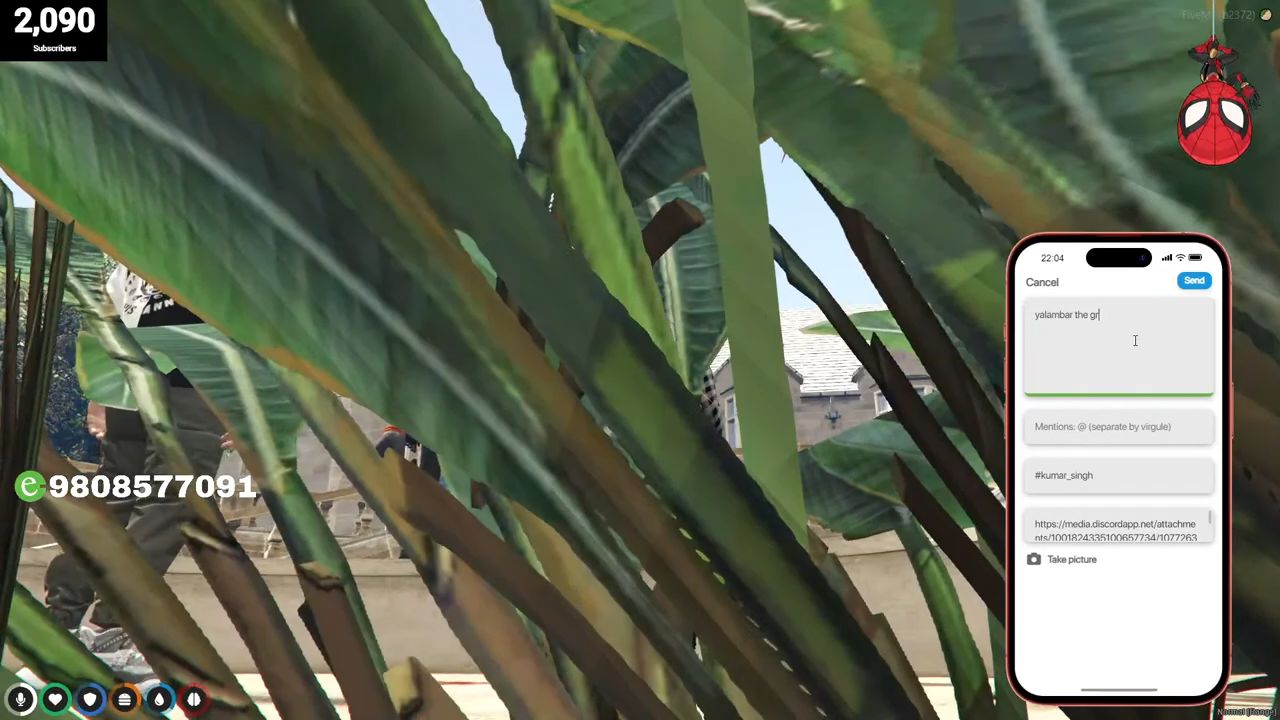 2,090
Subscribers
22:04
Cancel
Send
yalambar the gr
Mentions: @ (separate by virgule)
#kumar_singh
https://media.discordapp.net/attachme
nts/1001824335100657734/1077263
Take picture
e 9808577091